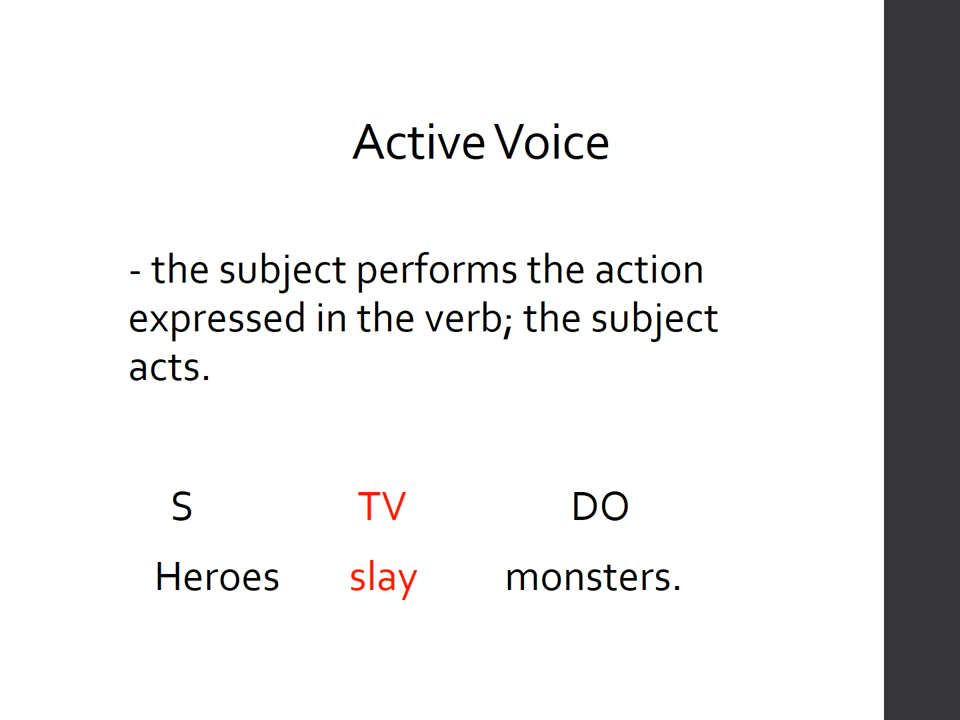 Active Voice
- the subject performs the action
expressed in the verb; the subject
acts.
S TV DO
Heroes slay monsters.